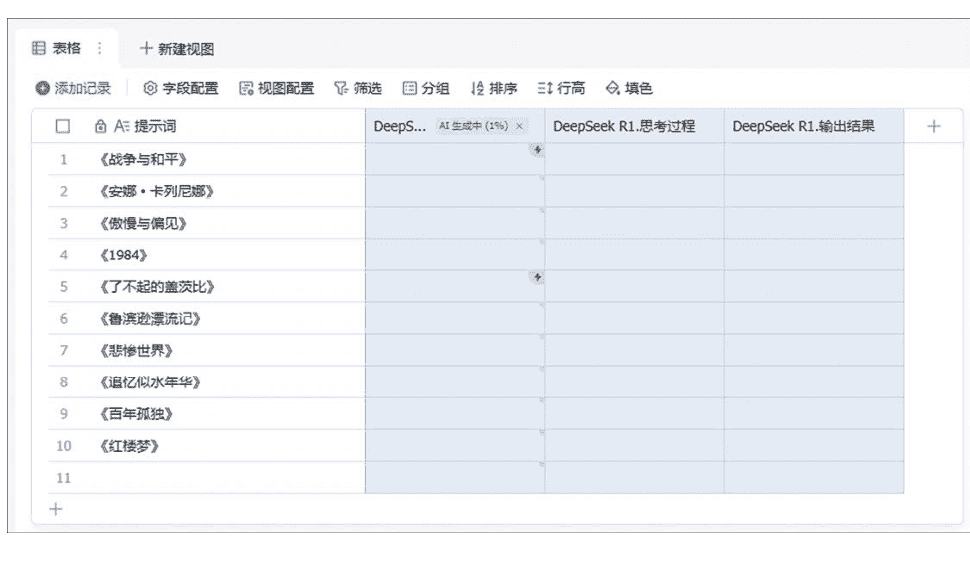 表格 新建视图
添加记录 字段配置 视图配置 筛选 分组 排序 行高 填色
提示词 DeepS... AI 生成中 (1%) × DeepSeek R1.思考过程 DeepSeek R1.输出结果
1 《战争与和平》
2 《安娜·卡列尼娜》
3 《傲慢与偏见》
4 《1984》
5 《了不起的盖茨比》
6 《鲁滨逊漂流记》
7 《悲惨世界》
8 《追忆似水年华》
9 《百年孤独》
10 《红楼梦》
11